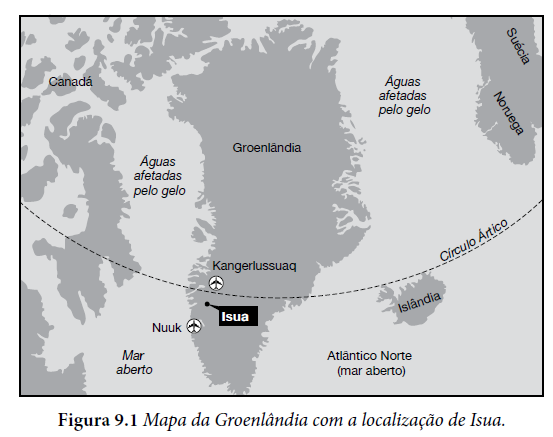 Suécia
Canadá
Águas
afetadas
pelo gelo
Noruega
Groenlândia
Águas
afetadas
pelo gelo
Círculo Ártico
Kangerlussuaq
Islândia
Isua
Nuuk
Mar
aberto
Atlântico Norte
(mar aberto)
Figura 9.1 Mapa da Groenlândia com a localização de Isua.